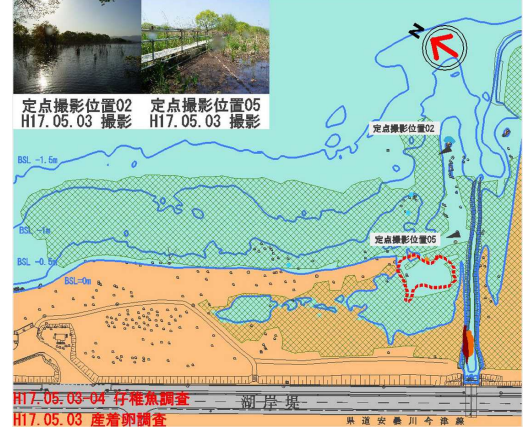 定点撮影位置02
H17.05.03 撮影
定点撮影位置05
H17.05.03 撮影
N
定点撮影位置02
BSL -1.5m
BSL -1m
定点撮影位置05
BSL -0.5m
BSL=0m
H17.05.03-04 仔稚魚調査
湖岸堤
H17.05.03 産着卵調査
県道安曇川今津線